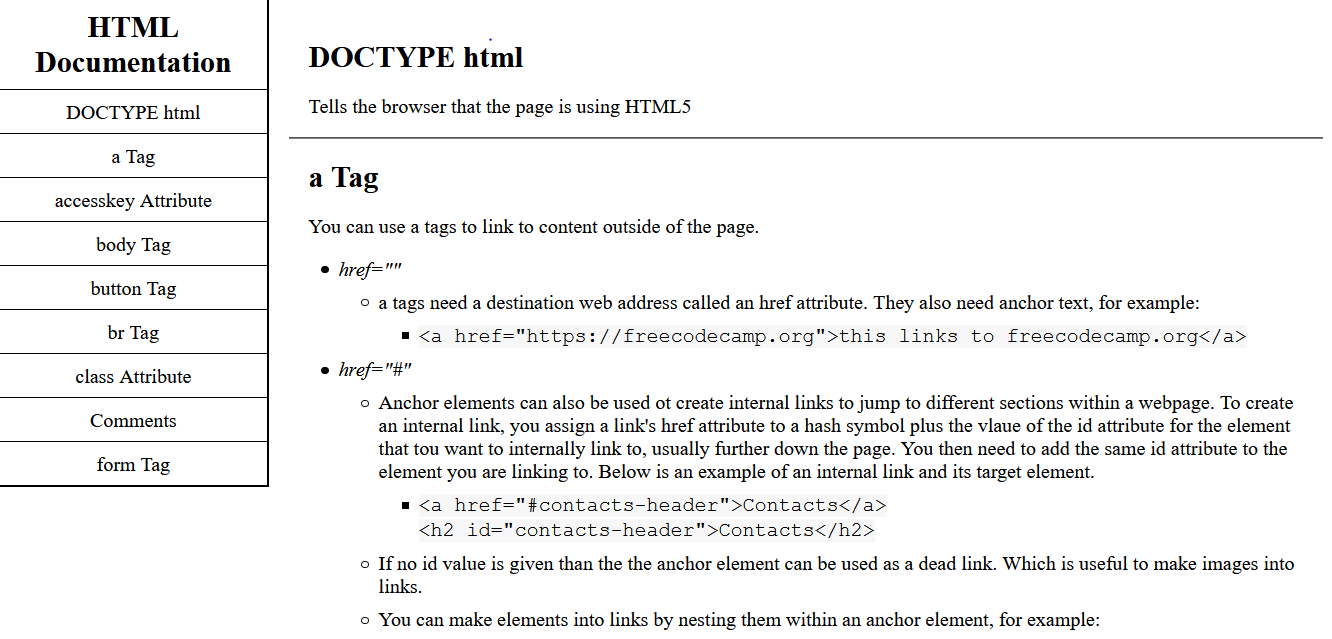 HTML
Documentation
DOCTYPE html
a Tag
accesskey Attribute
body Tag
button Tag
br Tag
class Attribute
Comments
form Tag
DOCTYPE html
Tells the browser that the page is using HTML5
a Tag
You can use a tags to link to content outside of the page.
href=""
a tags need a destination web address called an href attribute. They also need anchor text, for example:
<a href="https://freecodecamp.org">this links to freecodecamp.org</a>
href="#"
Anchor elements can also be used ot create internal links to jump to different sections within a webpage. To create
an internal link, you assign a link's href attribute to a hash symbol plus the vlaue of the id attribute for the element
that tou want to internally link to, usually further down the page. You then need to add the same id attribute to the
element you are linking to. Below is an example of an internal link and its target element.
<a href="#contacts-header">Contacts</a>
<h2 id="contacts-header">Contacts</h2>
If no id value is given than the the anchor element can be used as a dead link. Which is useful to make images into
links.
You can make elements into links by nesting them within an anchor element, for example: